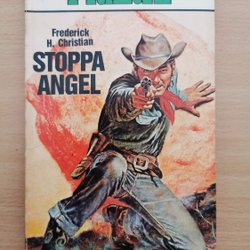 Frederick
H. Christian
STOPPA
ANGEL